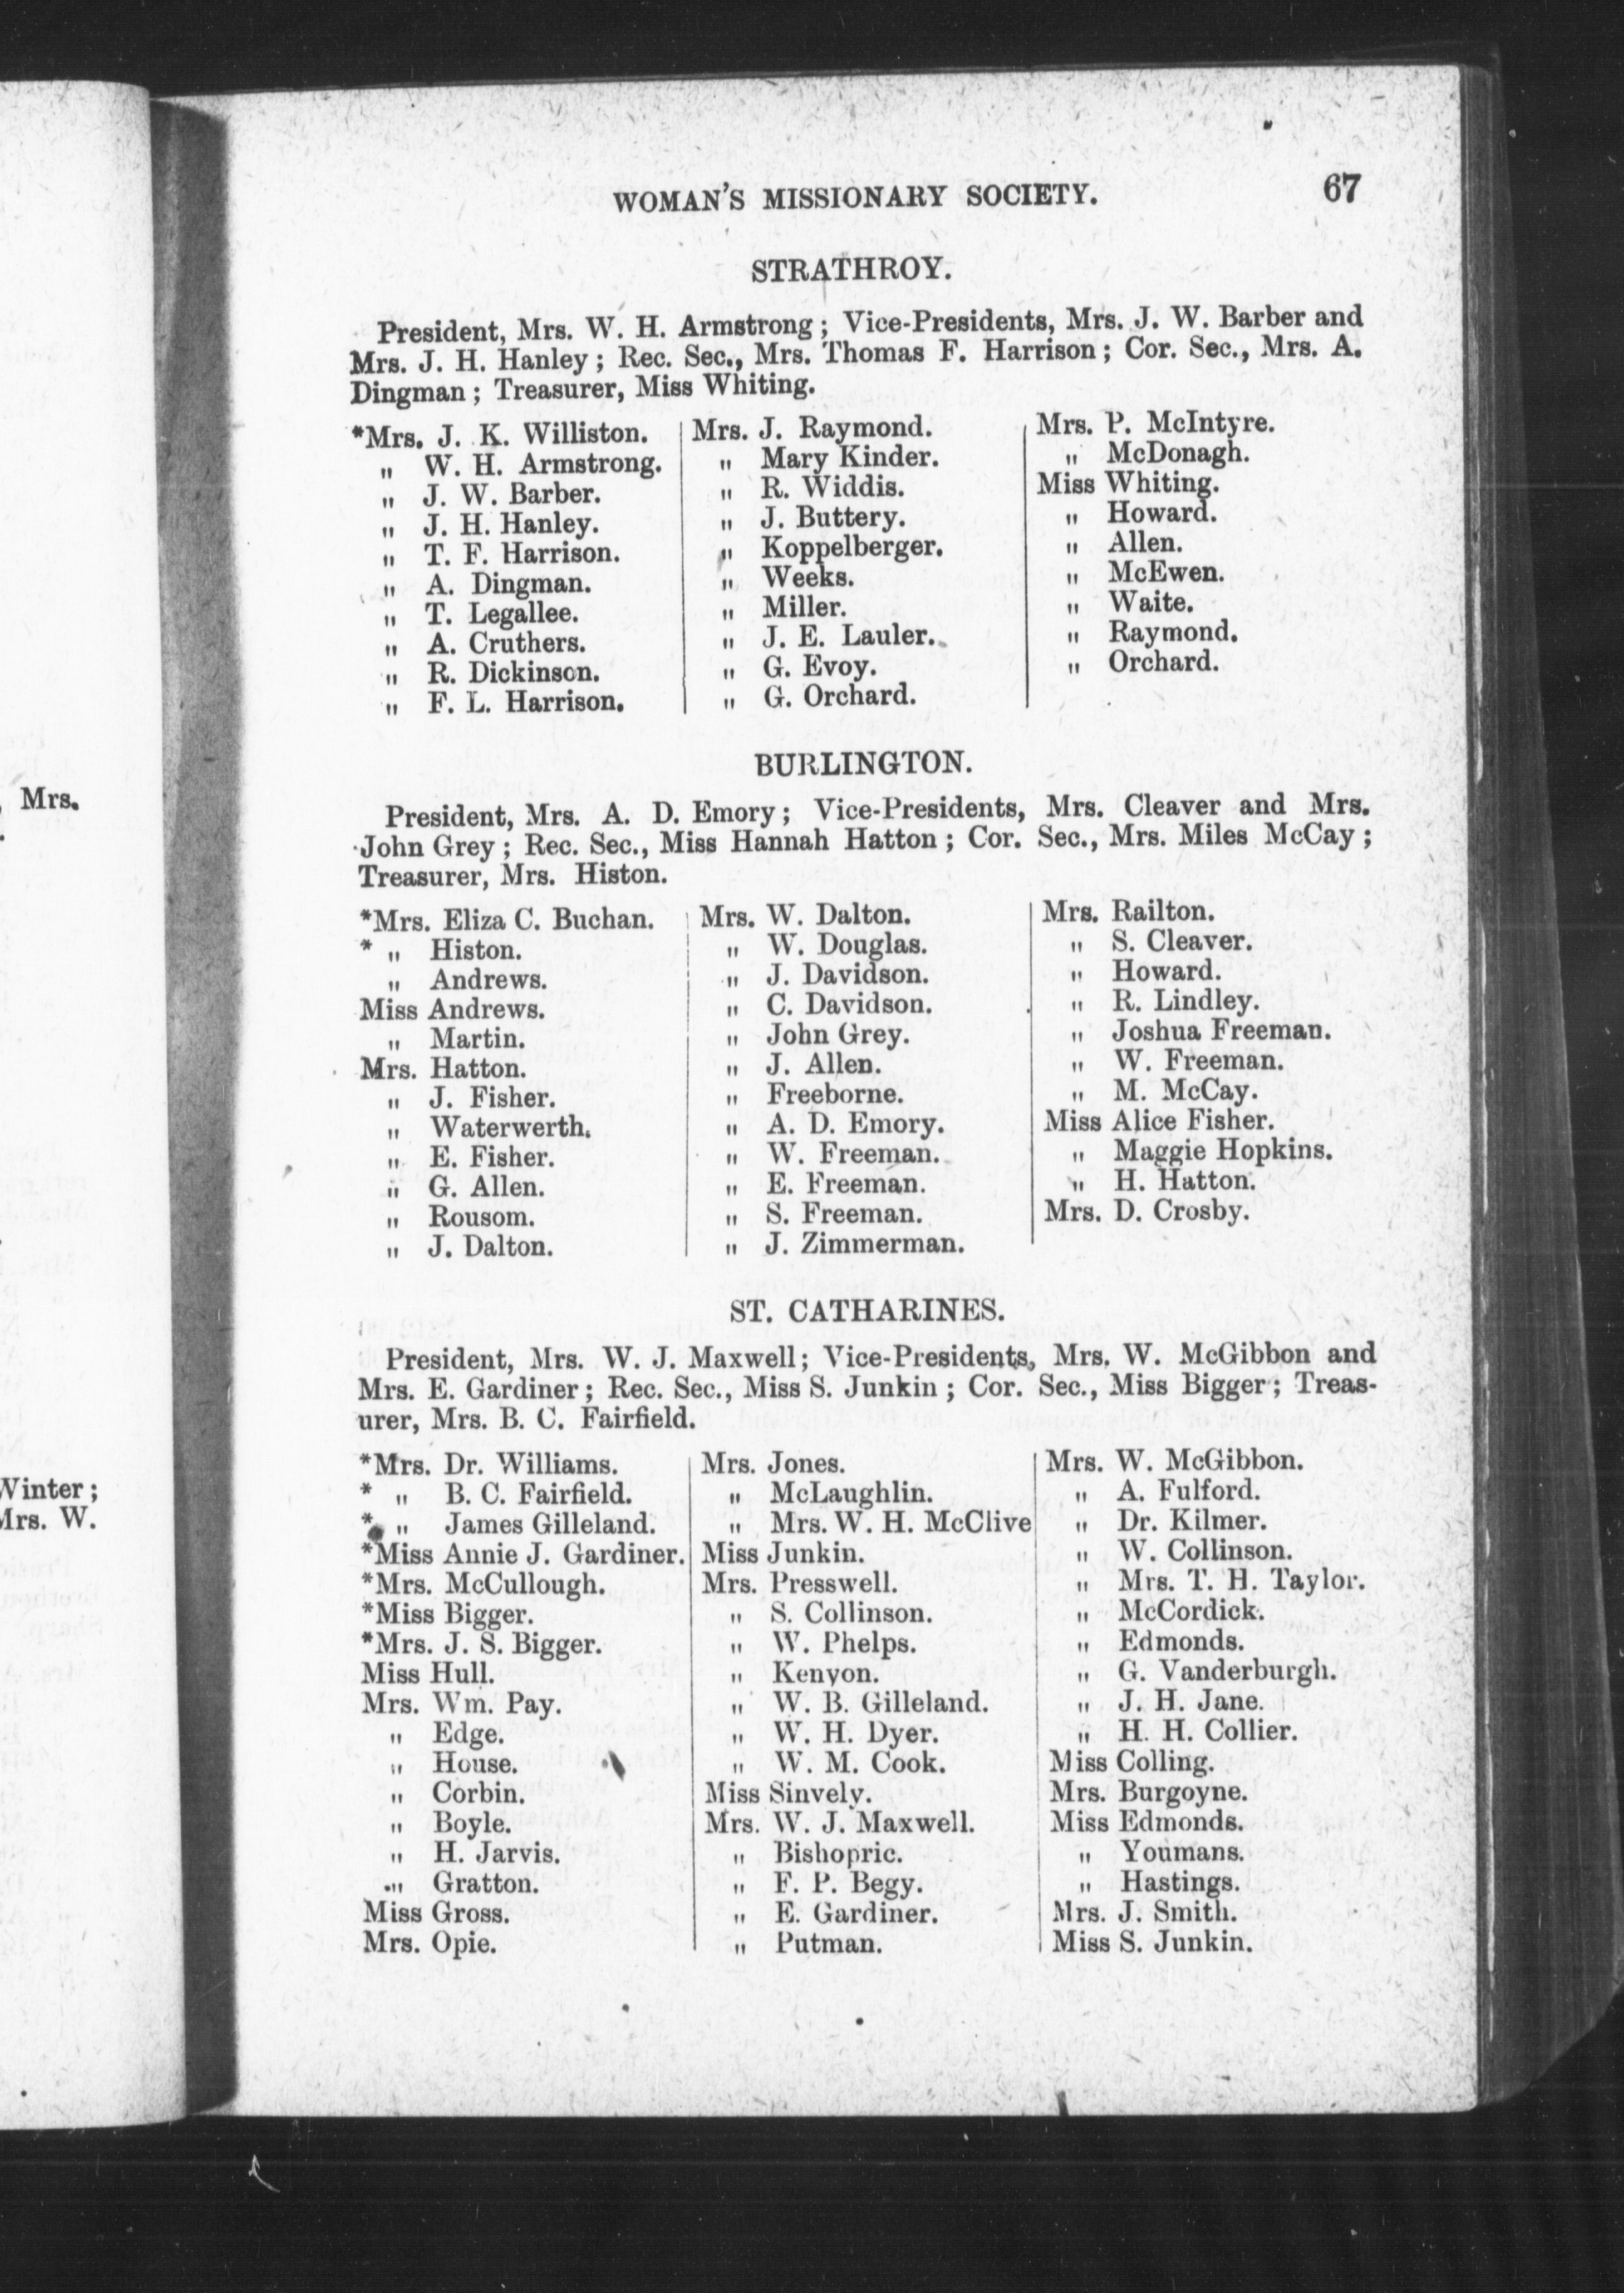 Mrs.
Winter ;
Mrs. W.
WOMAN'S MISSIONARY SOCIETY. 67
STRATHROY.
President, Mrs. W. H. Armstrong ; Vice-Presidents, Mrs. J. W. Barber and
Mrs. J. H. Hanley ; Rec. Sec., Mrs. Thomas F. Harrison ; Cor. Sec., Mrs. A.
Dingman ; Treasurer, Miss Whiting.
*Mrs. J. K. Williston.
„ W. H. Armstrong.
„ J. W. Barber.
„ J. H. Hanley.
„ T. F. Harrison.
„ A. Dingman.
„ T. Legallee.
„ A. Cruthers.
„ R. Dickinson.
„ F. L. Harrison.
Mrs. J. Raymond.
„ Mary Kinder.
„ R. Widdis.
„ J. Buttery.
„ Koppelberger.
„ Weeks.
„ Miller.
„ J. E. Lauler.
„ G. Evoy.
„ G. Orchard.
Mrs. P. McIntyre.
„ McDonagh.
Miss Whiting.
„ Howard.
„ Allen.
„ McEwen.
„ Waite.
„ Raymond.
„ Orchard.
BURLINGTON.
President, Mrs. A. D. Emory ; Vice-Presidents, Mrs. Cleaver and Mrs.
John Grey ; Rec. Sec., Miss Hannah Hatton ; Cor. Sec., Mrs. Miles McCay ;
Treasurer, Mrs. Histon.
*Mrs. Eliza C. Buchan.
* „ Histon.
„ Andrews.
Miss Andrews.
„ Martin.
Mrs. Hatton.
„ J. Fisher.
„ Waterwerth.
„ E. Fisher.
„ G. Allen.
„ Rousom.
„ J. Dalton.
Mrs. W. Dalton.
„ W. Douglas.
„ J. Davidson.
„ C. Davidson.
„ John Grey.
„ J. Allen.
„ Freeborne.
„ A. D. Emory.
„ W. Freeman.
„ E. Freeman.
„ S. Freeman.
„ J. Zimmerman.
Mrs. Railton.
„ S. Cleaver.
„ Howard.
„ R. Lindley.
„ Joshua Freeman.
„ W. Freeman.
„ M. McCay.
Miss Alice Fisher.
„ Maggie Hopkins.
„ H. Hatton.
Mrs. D. Crosby.
ST. CATHARINES.
President, Mrs. W. J. Maxwell ; Vice-Presidents, Mrs. W. McGibbon and
Mrs. E. Gardiner ; Rec. Sec., Miss S. Junkin ; Cor. Sec., Miss Bigger ; Treas-
urer, Mrs. B. C. Fairfield.
*Mrs. Dr. Williams.
* „ B. C. Fairfield.
* „ James Gilleland.
*Miss Annie J. Gardiner.
*Mrs. McCullough.
*Miss Bigger.
*Mrs. J. S. Bigger.
Miss Hull.
Mrs. Wm. Pay.
„ Edge.
„ House.
„ Corbin.
„ Boyle.
„ H. Jarvis.
„ Gratton.
Miss Gross.
Mrs. Opie.
Mrs. Jones.
„ McLaughlin.
„ Mrs. W. H. McClive
Miss Junkin.
Mrs. Presswell.
„ S. Collinson.
„ W. Phelps.
„ Kenyon.
„ W. B. Gilleland.
„ W. H. Dyer.
„ W. M. Cook.
Miss Sinvely.
Mrs. W. J. Maxwell.
„ Bishopric.
„ F. P. Begy.
„ E. Gardiner.
„ Putman.
Mrs. W. McGibbon.
„ A. Fulford.
„ Dr. Kilmer.
„ W. Collinson.
„ Mrs. T. H. Taylor.
„ McCordick.
„ Edmonds.
„ G. Vanderburgh.
„ J. H. Jane.
„ H. H. Collier.
Miss Colling.
Mrs. Burgoyne.
Miss Edmonds.
„ Youmans.
„ Hastings.
Mrs. J. Smith.
Miss S. Junkin.